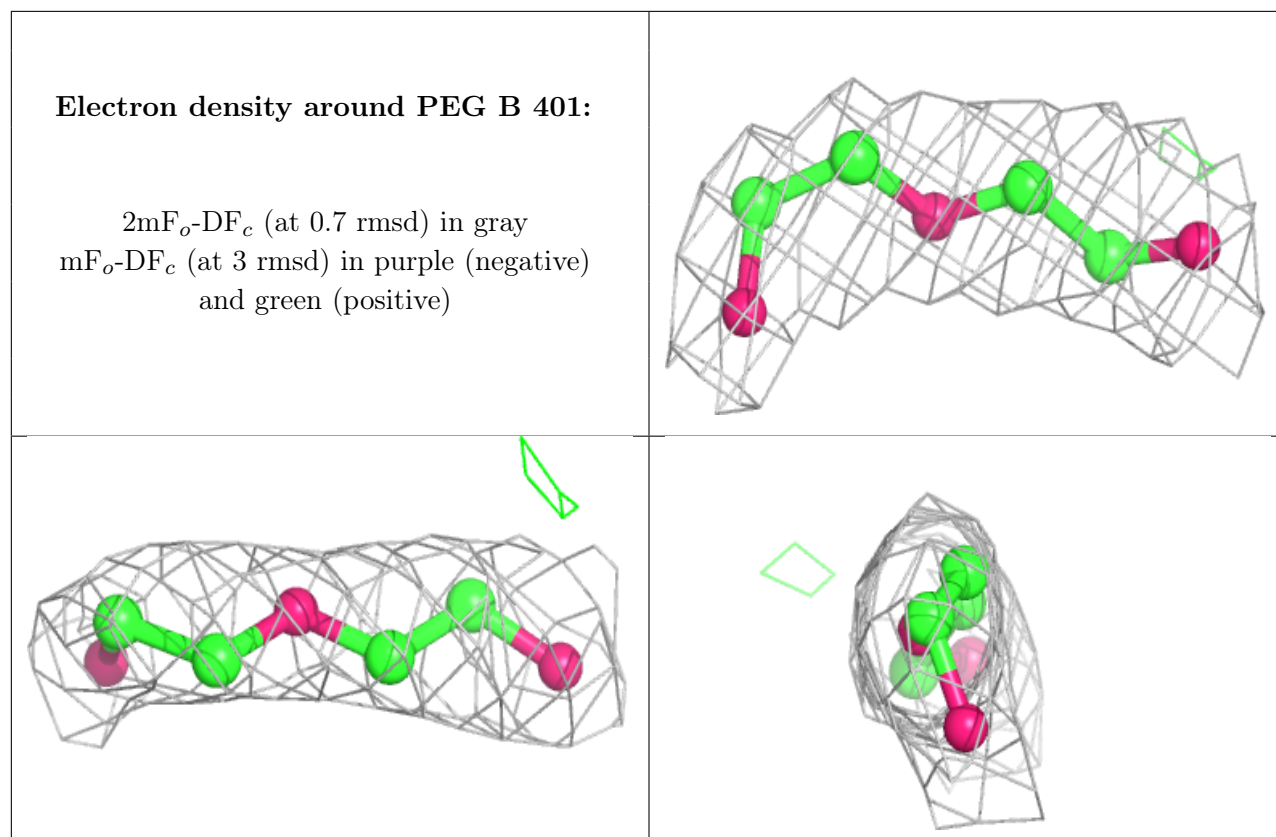 Electron density around PEG B 401:
2mFo-DFc (at 0.7 rmsd) in gray
mFo-DFc (at 3 rmsd) in purple (negative)
and green (positive)